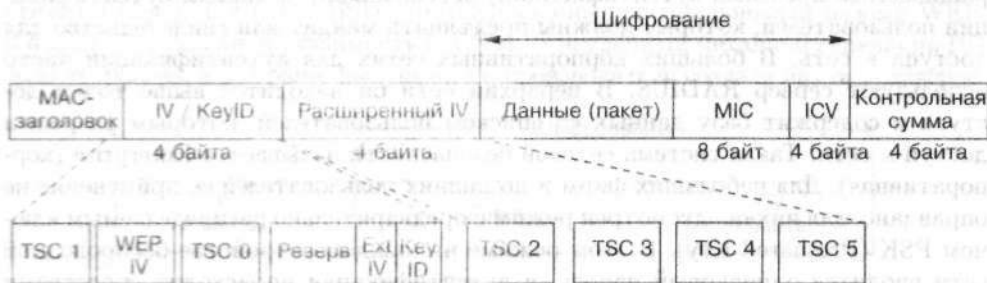 Шифрование
MAC-заголовок
IV / KeyID
Расширенный IV
Данные (пакет)
MIC
ICV
Контрольная сумма
4 байта
байта
8 байт
4 байта
4 байта
TSC 1
WEP IV
TSC 0
Резерв
Ext IV
Key ID
TSC 2
TSC 3
TSC 4
TSC 5